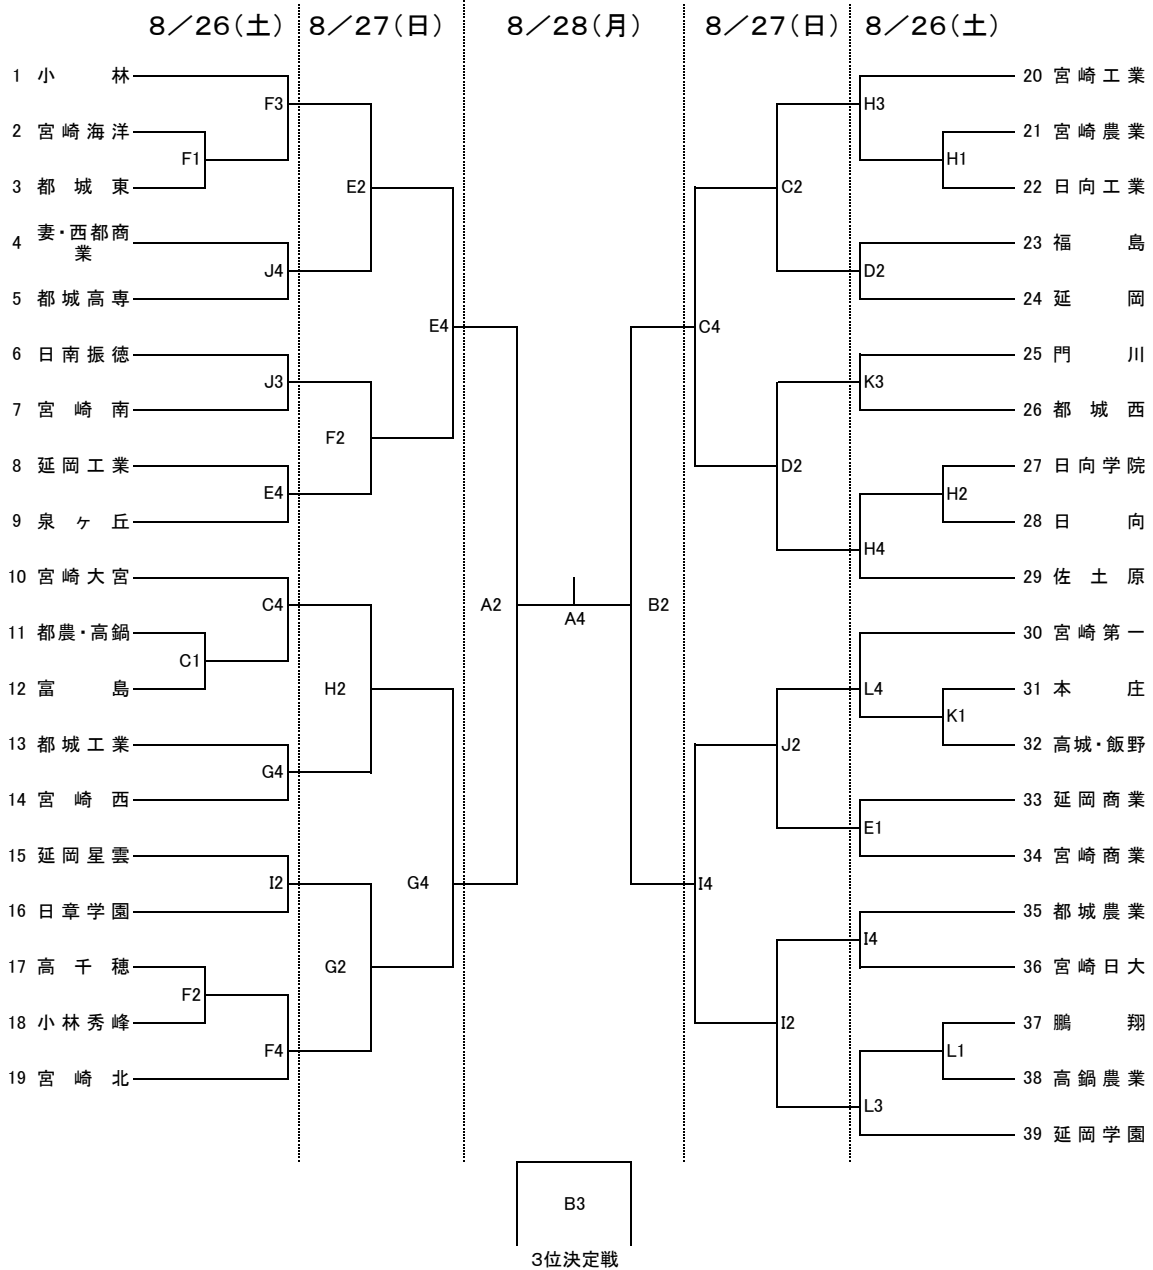 8／26(土) 8／27(日) 8／28(月) 8／27(日) 8／26(土)
1 小林
2 宮崎海洋
3 都城東
4 妻・西都商
業
5 都城高専
6 日南振徳
7 宮崎南
8 延岡工業
9 泉ヶ丘
10 宮崎大宮
11 都農・高鍋
12 富島
13 都城工業
14 宮崎西
15 延岡星雲
16 日章学園
17 高千穂
18 小林秀峰
19 宮崎北
F3
F1
J4
J3
E4
C4
C1
G4
I2
F2
F4
E2
F2
H2
G2
E4
G4
A2
A4
B2
C4
I4
C2
D2
J2
I2
H3
H1
D2
K3
H2
H4
L4
K1
E1
I4
L1
L3
20 宮崎工業
21 宮崎農業
22 日向工業
23 福島
24 延岡
25 門川
26 都城西
27 日向学院
28 日向
29 佐土原
30 宮崎第一
31 本庄
32 高城・飯野
33 延岡商業
34 宮崎商業
35 都城農業
36 宮崎日大
37 鵬翔
38 高鍋農業
39 延岡学園
B3
3位決定戦